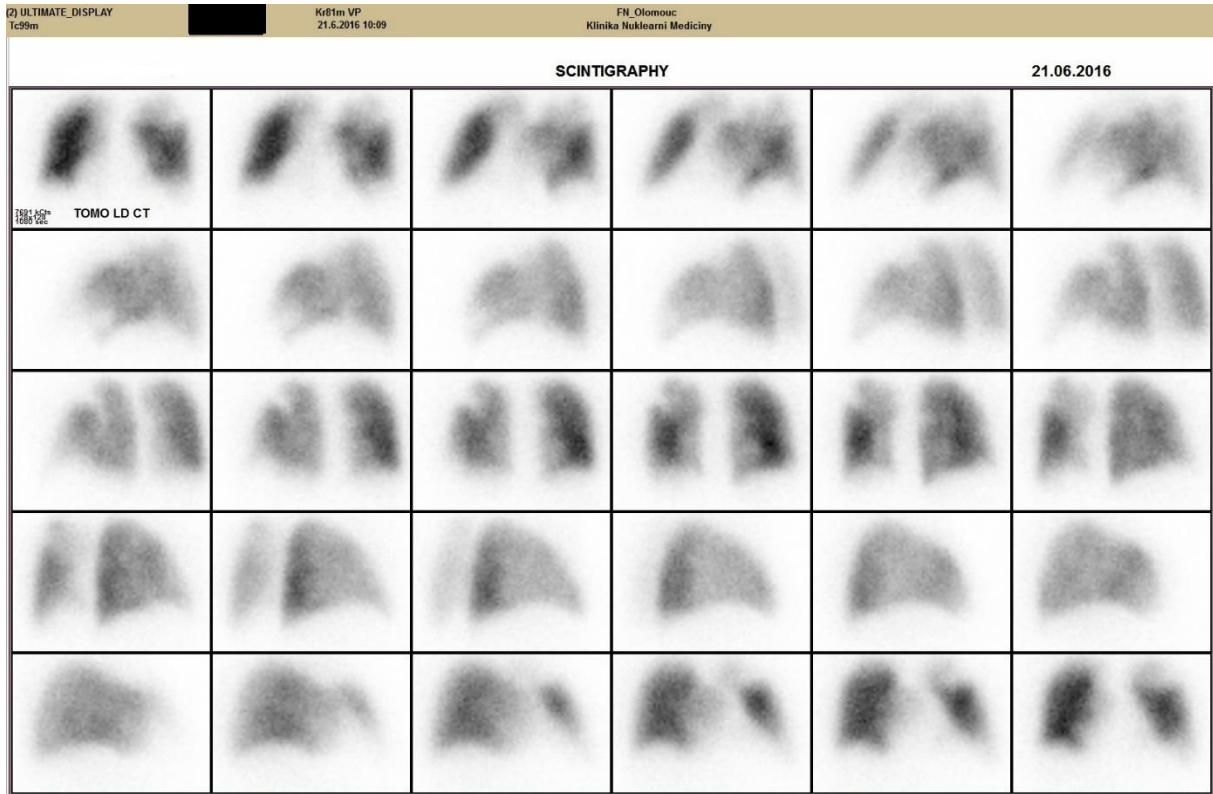 (2) ULTIMATE_DISPLAY
Tc99m
Kr81m VP
21.6.2016 10:09
FN_Olomouc
Klinika Nuklearni Mediciny
SCINTIGRAPHY
21.06.2016
TOMO LD CT